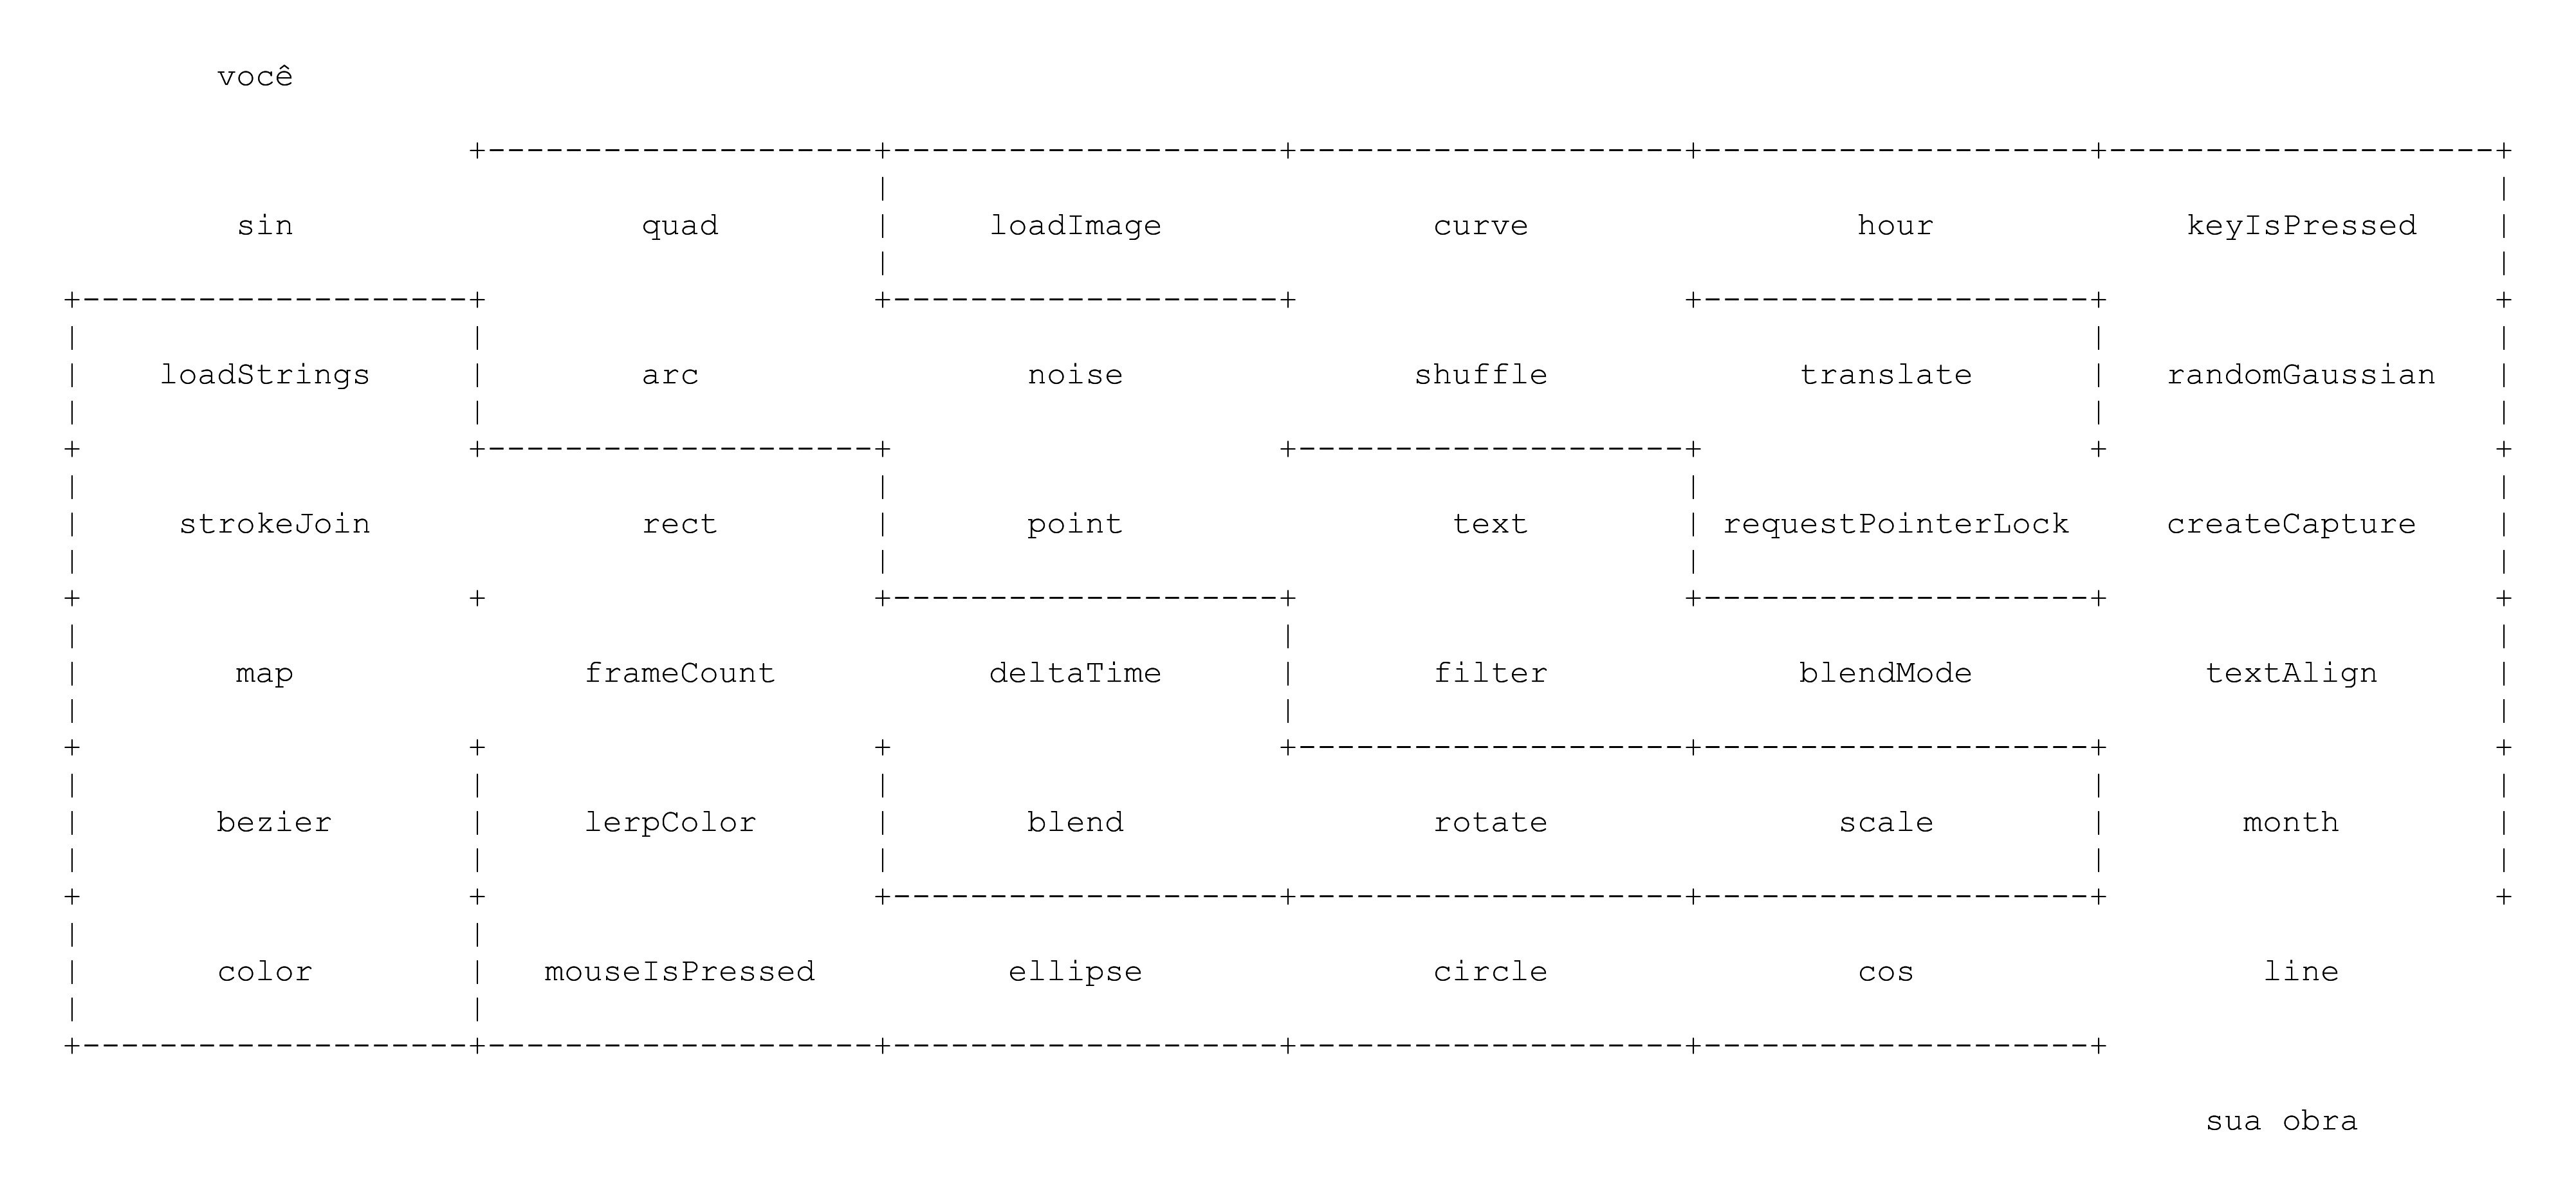 você
sin quad loadImage curve hour keyIsPressed
loadStrings arc noise shuffle translate randomGaussian
strokeJoin rect point text requestPointerLock createCapture
map frameCount deltaTime filter blendMode textAlign
bezier lerpColor blend rotate scale month
color mouseIsPressed ellipse circle cos line
sua obra